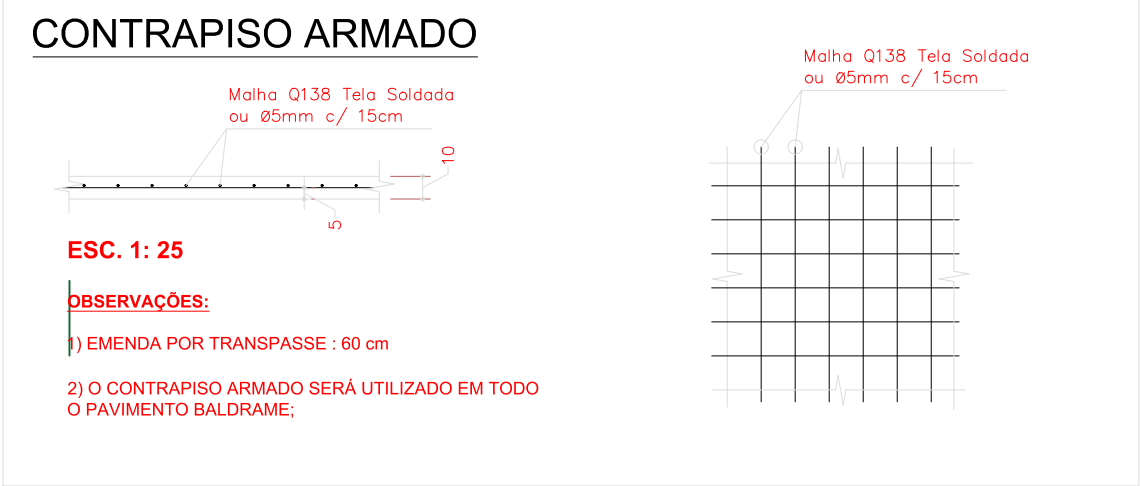 CONTRAPISO ARMADO
Malha Q138 Tela Soldada
ou Ø5mm c/ 15cm
10
5
ESC. 1: 25
OBSERVAÇÕES:
1) EMENDA POR TRANSPASSE : 60 cm
2) O CONTRAPISO ARMADO SERÁ UTILIZADO EM TODO
O PAVIMENTO BALDRAME;
Malha Q138 Tela Soldada
ou Ø5mm c/ 15cm